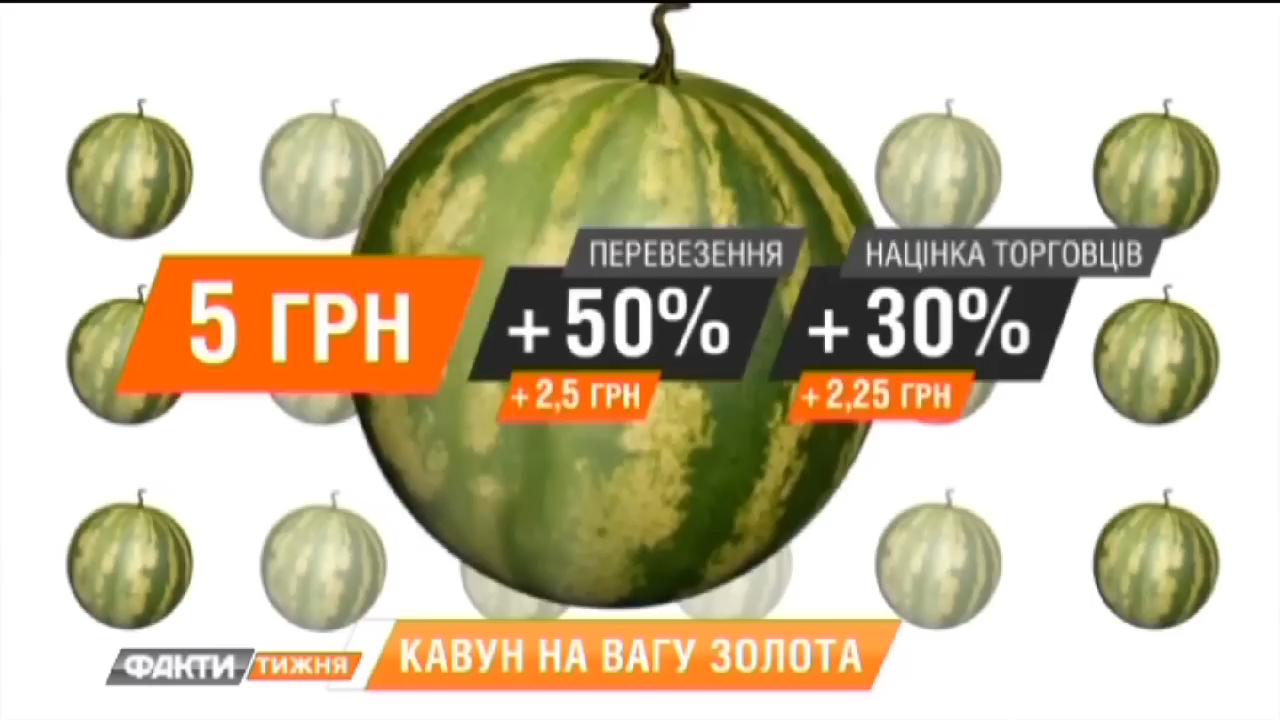 ПЕРЕВЕЗЕННЯ
НАЦІНКА ТОРГОВЦІВ
5 ГРН
+ 50%
+ 30%
+ 2,5 ГРН
+ 2,25 ГРН
КАВУН НА ВАГУ ЗОЛОТА
ФАКТИ ТИЖНЯ